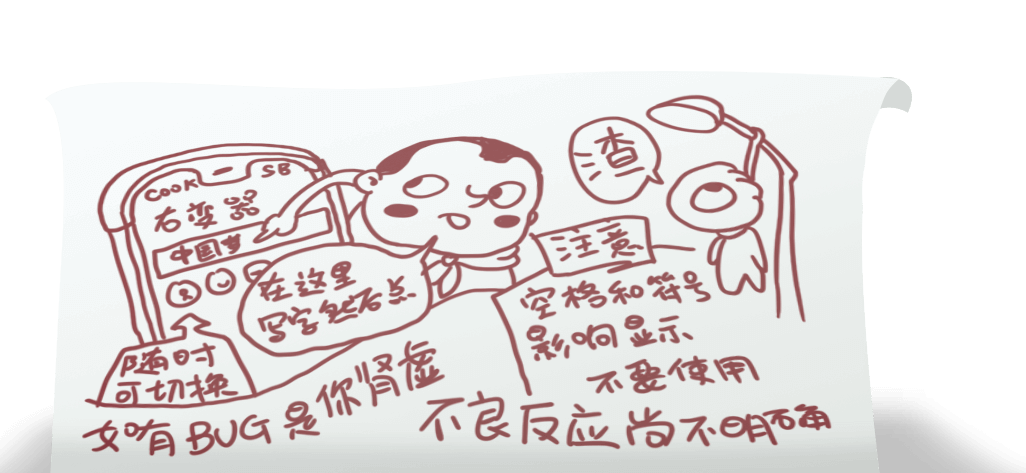 COOK SB
右变器
中国梦
在这里
写字然右点
随时
可切换
渣
注意
空格和符号
影响显示
不要使用
如有BUG是你肾虚
不良反应尚不明确